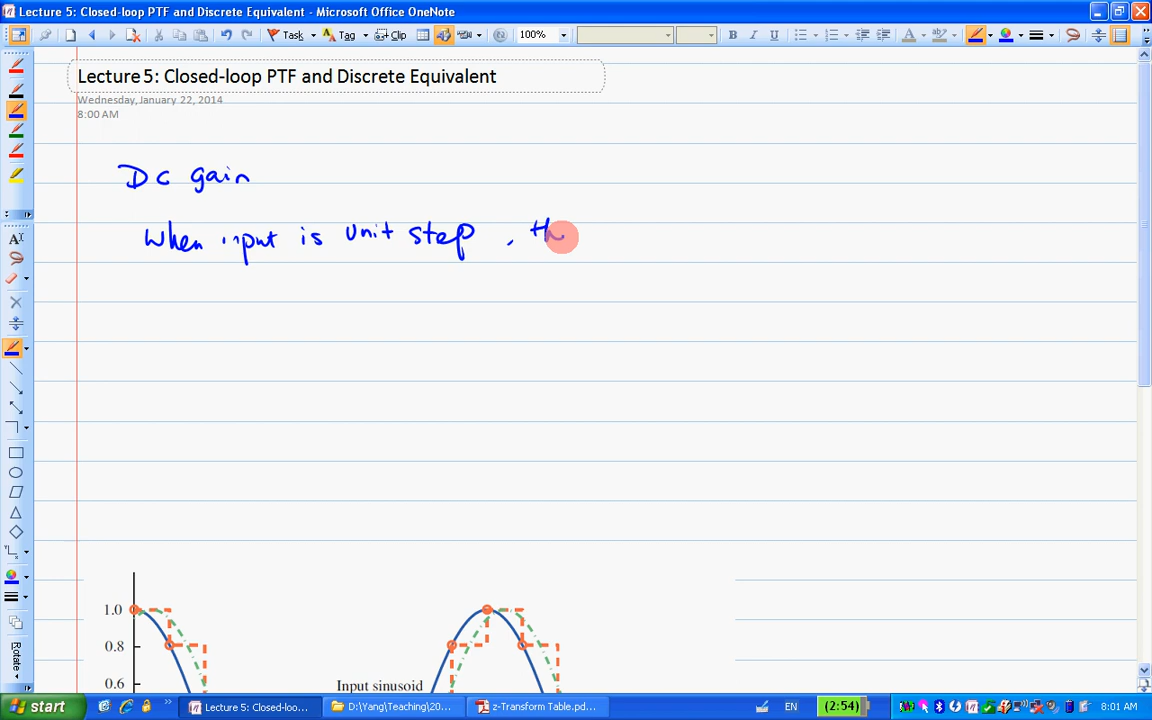 Lecture 5: Closed-loop PTF and Discrete Equivalent - Microsoft Office OneNote
Task Tag Clip 100% B I U
Lecture 5: Closed-loop PTF and Discrete Equivalent
Wednesday, January 22, 2014
8:00 AM
DC gain
When input is unit step , th
1.0
0.8
0.6
Input sinusoid
Rotate
start Lecture 5: Closed-loo... D:\Yang\Teaching\20... z-Transform Table.pd... EN (2:54) 8:01 AM